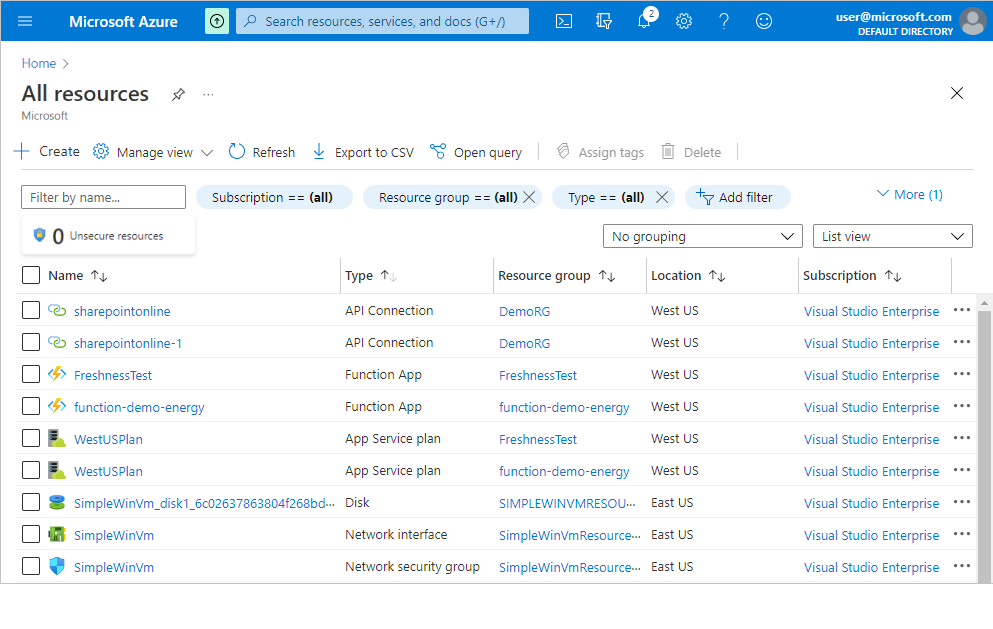 Microsoft Azure
Search resources, services, and docs (G+/)
2
user@microsoft.com
DEFAULT DIRECTORY
Home
All resources
Microsoft
Create Manage view Refresh Export to CSV Open query Assign tags Delete
Filter by name... Subscription == (all) Resource group == (all) Type == (all) Add filter More (1)
0 Unsecure resources
No grouping List view
Name Type Resource group Location Subscription
sharepointonline API Connection DemoRG West US Visual Studio Enterprise
sharepointonline-1 API Connection DemoRG West US Visual Studio Enterprise
FreshnessTest Function App FreshnessTest West US Visual Studio Enterprise
function-demo-energy Function App function-demo-energy West US Visual Studio Enterprise
WestUSPlan App Service plan FreshnessTest West US Visual Studio Enterprise
WestUSPlan App Service plan function-demo-energy West US Visual Studio Enterprise
SimpleWinVm_disk1_6c02637863804f268bd... Disk SIMPLEWINVMRESOU... East US Visual Studio Enterprise
SimpleWinVm Network interface SimpleWinVmResource... East US Visual Studio Enterprise
SimpleWinVm Network security group SimpleWinVmResource... East US Visual Studio Enterprise